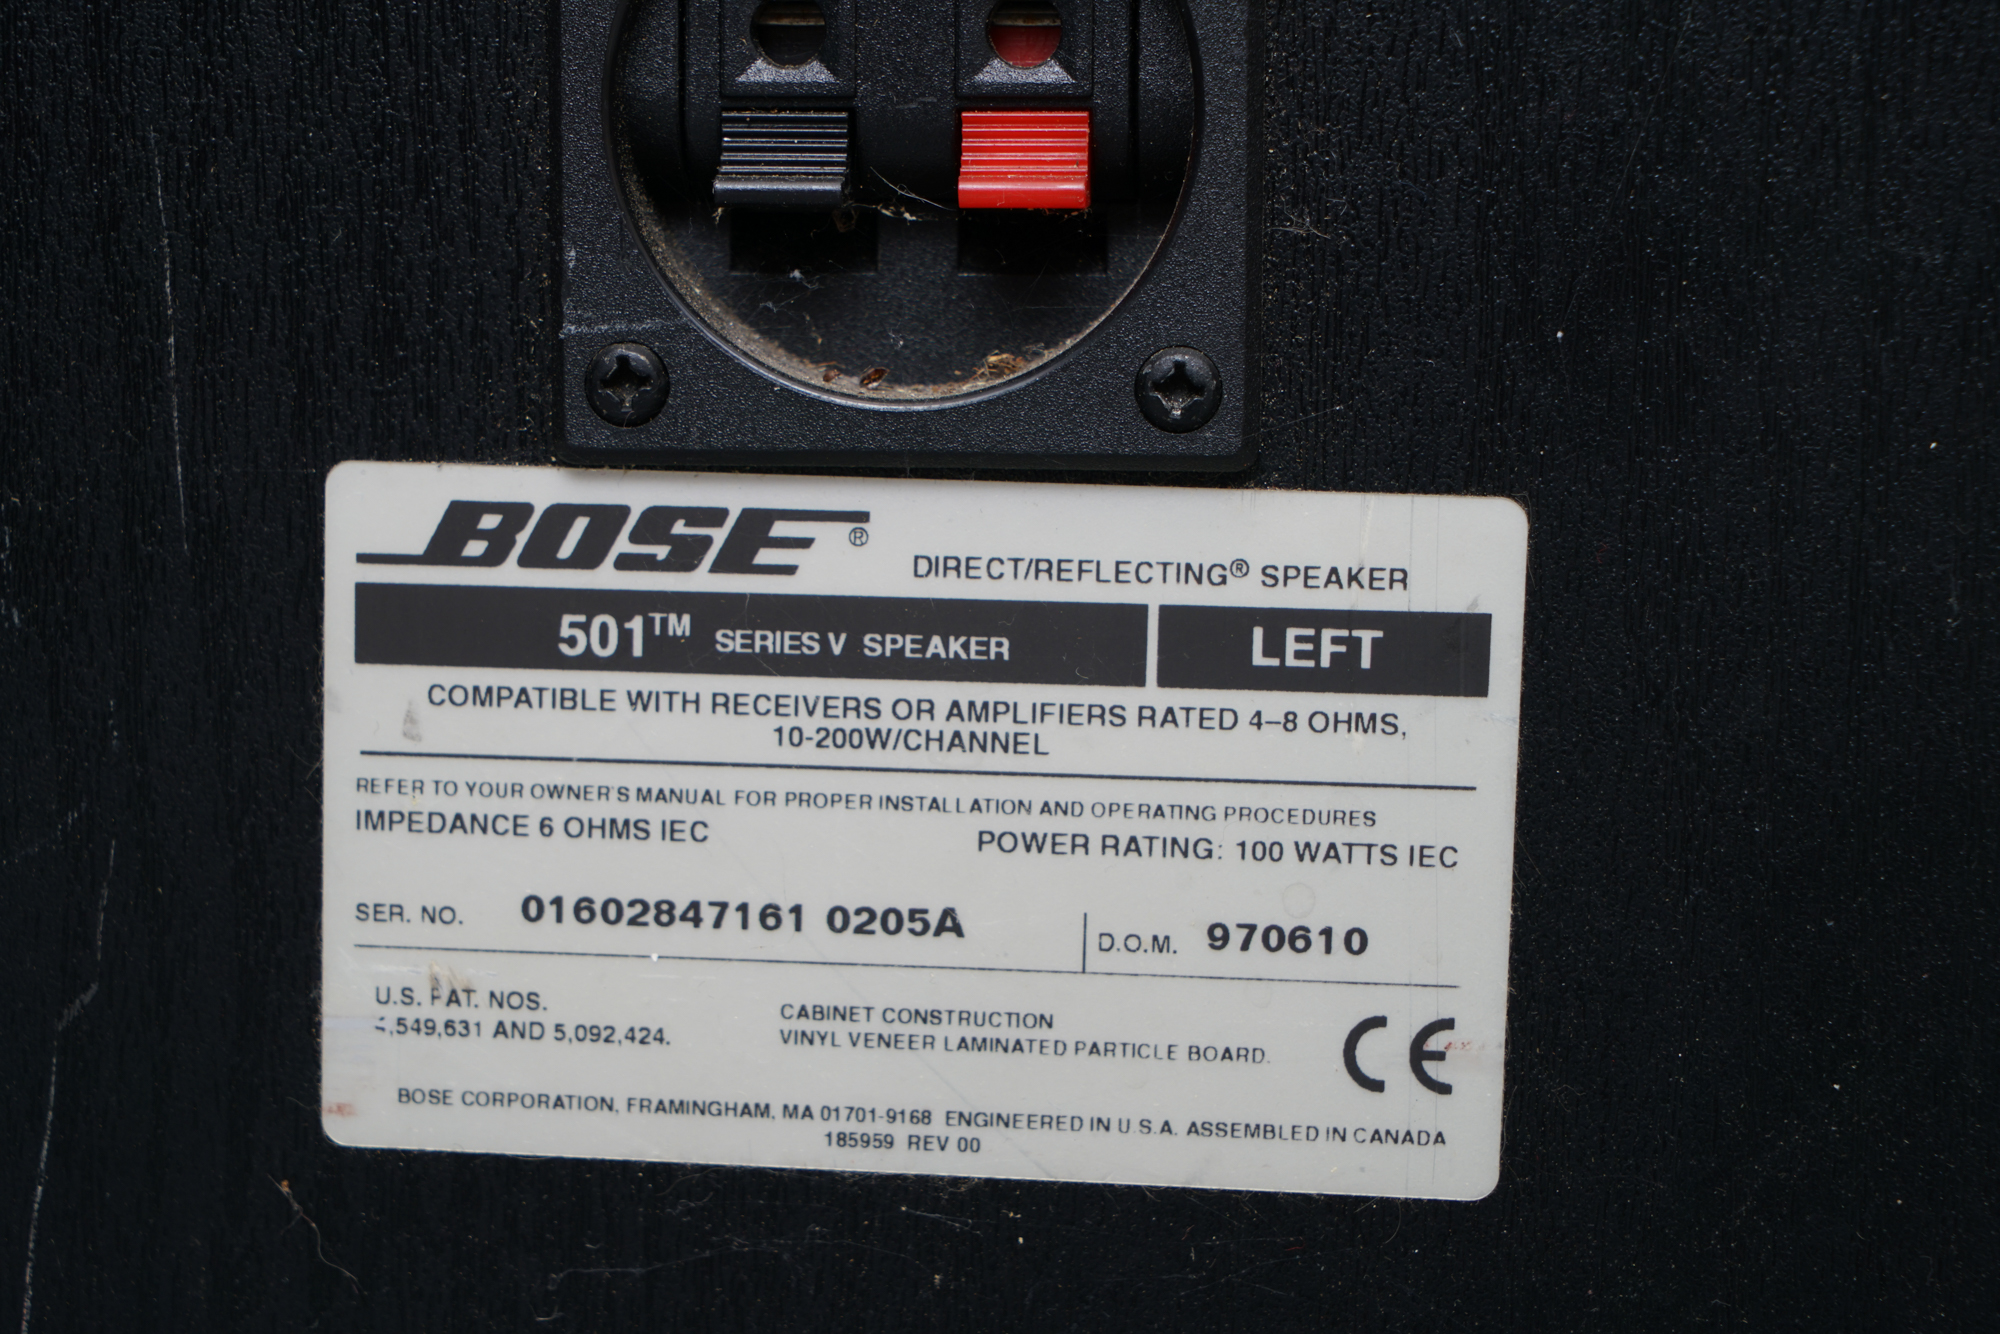 BOSE®
DIRECT/REFLECTING® SPEAKER
501™ SERIES V SPEAKER
LEFT
COMPATIBLE WITH RECEIVERS OR AMPLIFIERS RATED 4–8 OHMS,
10-200W/CHANNEL
REFER TO YOUR OWNER'S MANUAL FOR PROPER INSTALLATION AND OPERATING PROCEDURES
IMPEDANCE 6 OHMS IEC
POWER RATING: 100 WATTS IEC
SER. NO. 01602847161 0205A
D.O.M. 970610
U.S. PAT. NOS.
4,549,631 AND 5,092,424.
CABINET CONSTRUCTION
VINYL VENEER LAMINATED PARTICLE BOARD.
CE
BOSE CORPORATION, FRAMINGHAM, MA 01701-9168 ENGINEERED IN U.S.A. ASSEMBLED IN CANADA
185959 REV 00